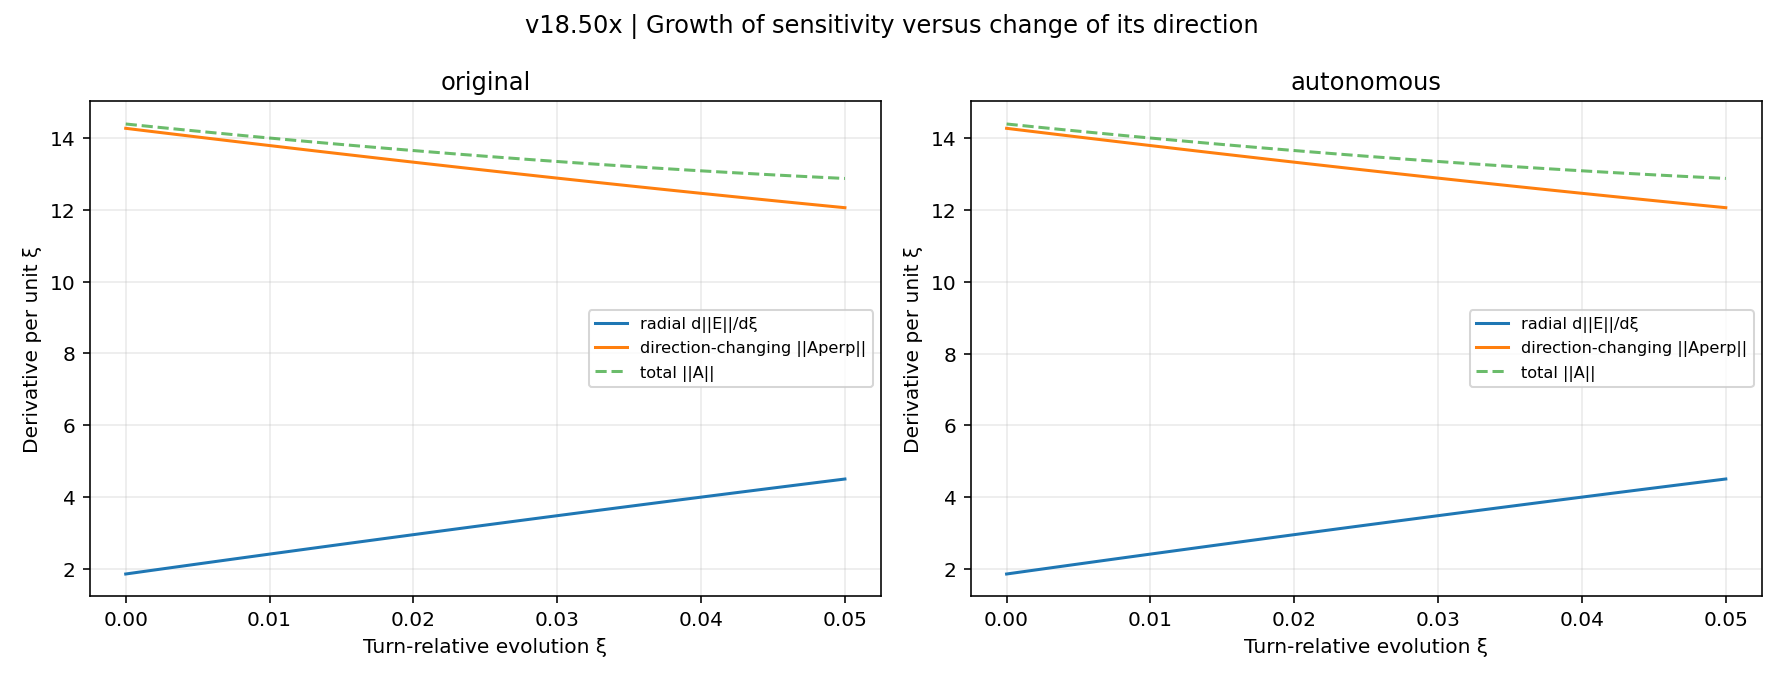 v18.50x | Growth of sensitivity versus change of its direction
original
Derivative per unit ξ
14
12
10
8
6
4
2
radial d||E||/dξ
direction-changing ||Aperp||
total ||A||
0.00 0.01 0.02 0.03 0.04 0.05
Turn-relative evolution ξ
autonomous
Derivative per unit ξ
14
12
10
8
6
4
2
radial d||E||/dξ
direction-changing ||Aperp||
total ||A||
0.00 0.01 0.02 0.03 0.04 0.05
Turn-relative evolution ξ